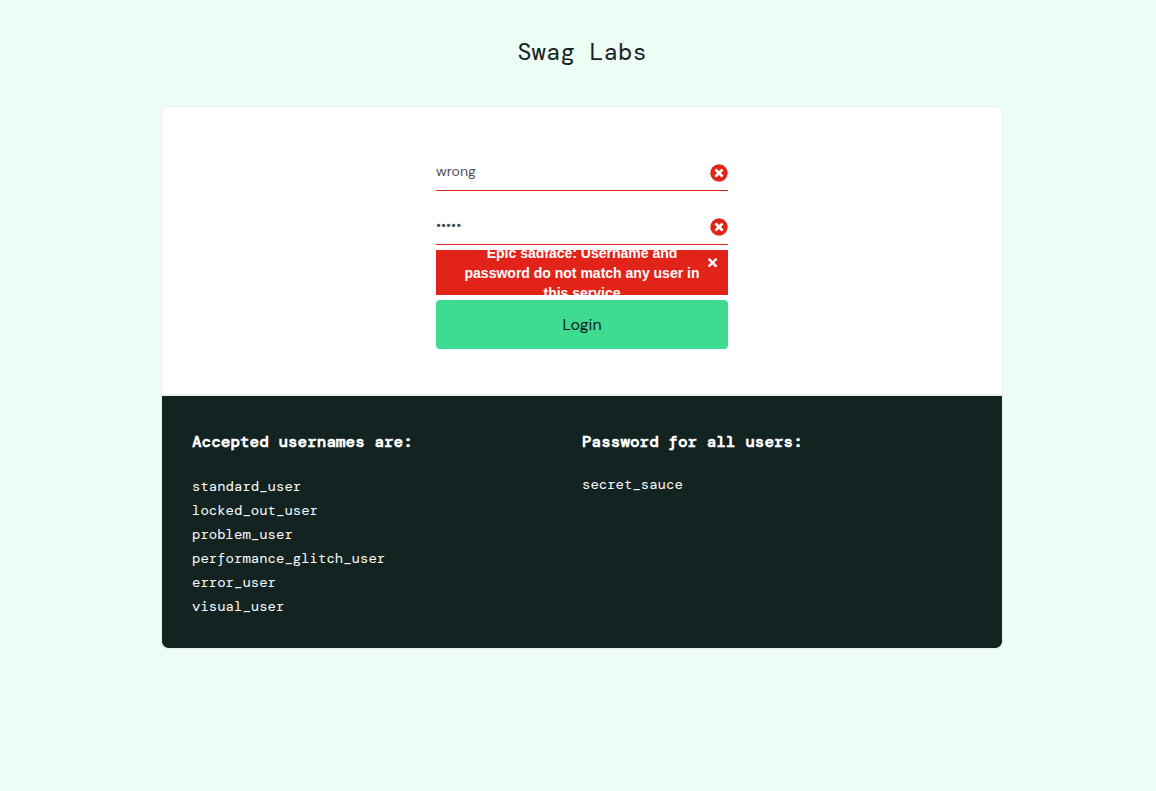 Swag Labs
wrong
•••••
Epic sadface: Username and
password do not match any user in
this service
Login
Accepted usernames are:
standard_user
locked_out_user
problem_user
performance_glitch_user
error_user
visual_user
Password for all users:
secret_sauce